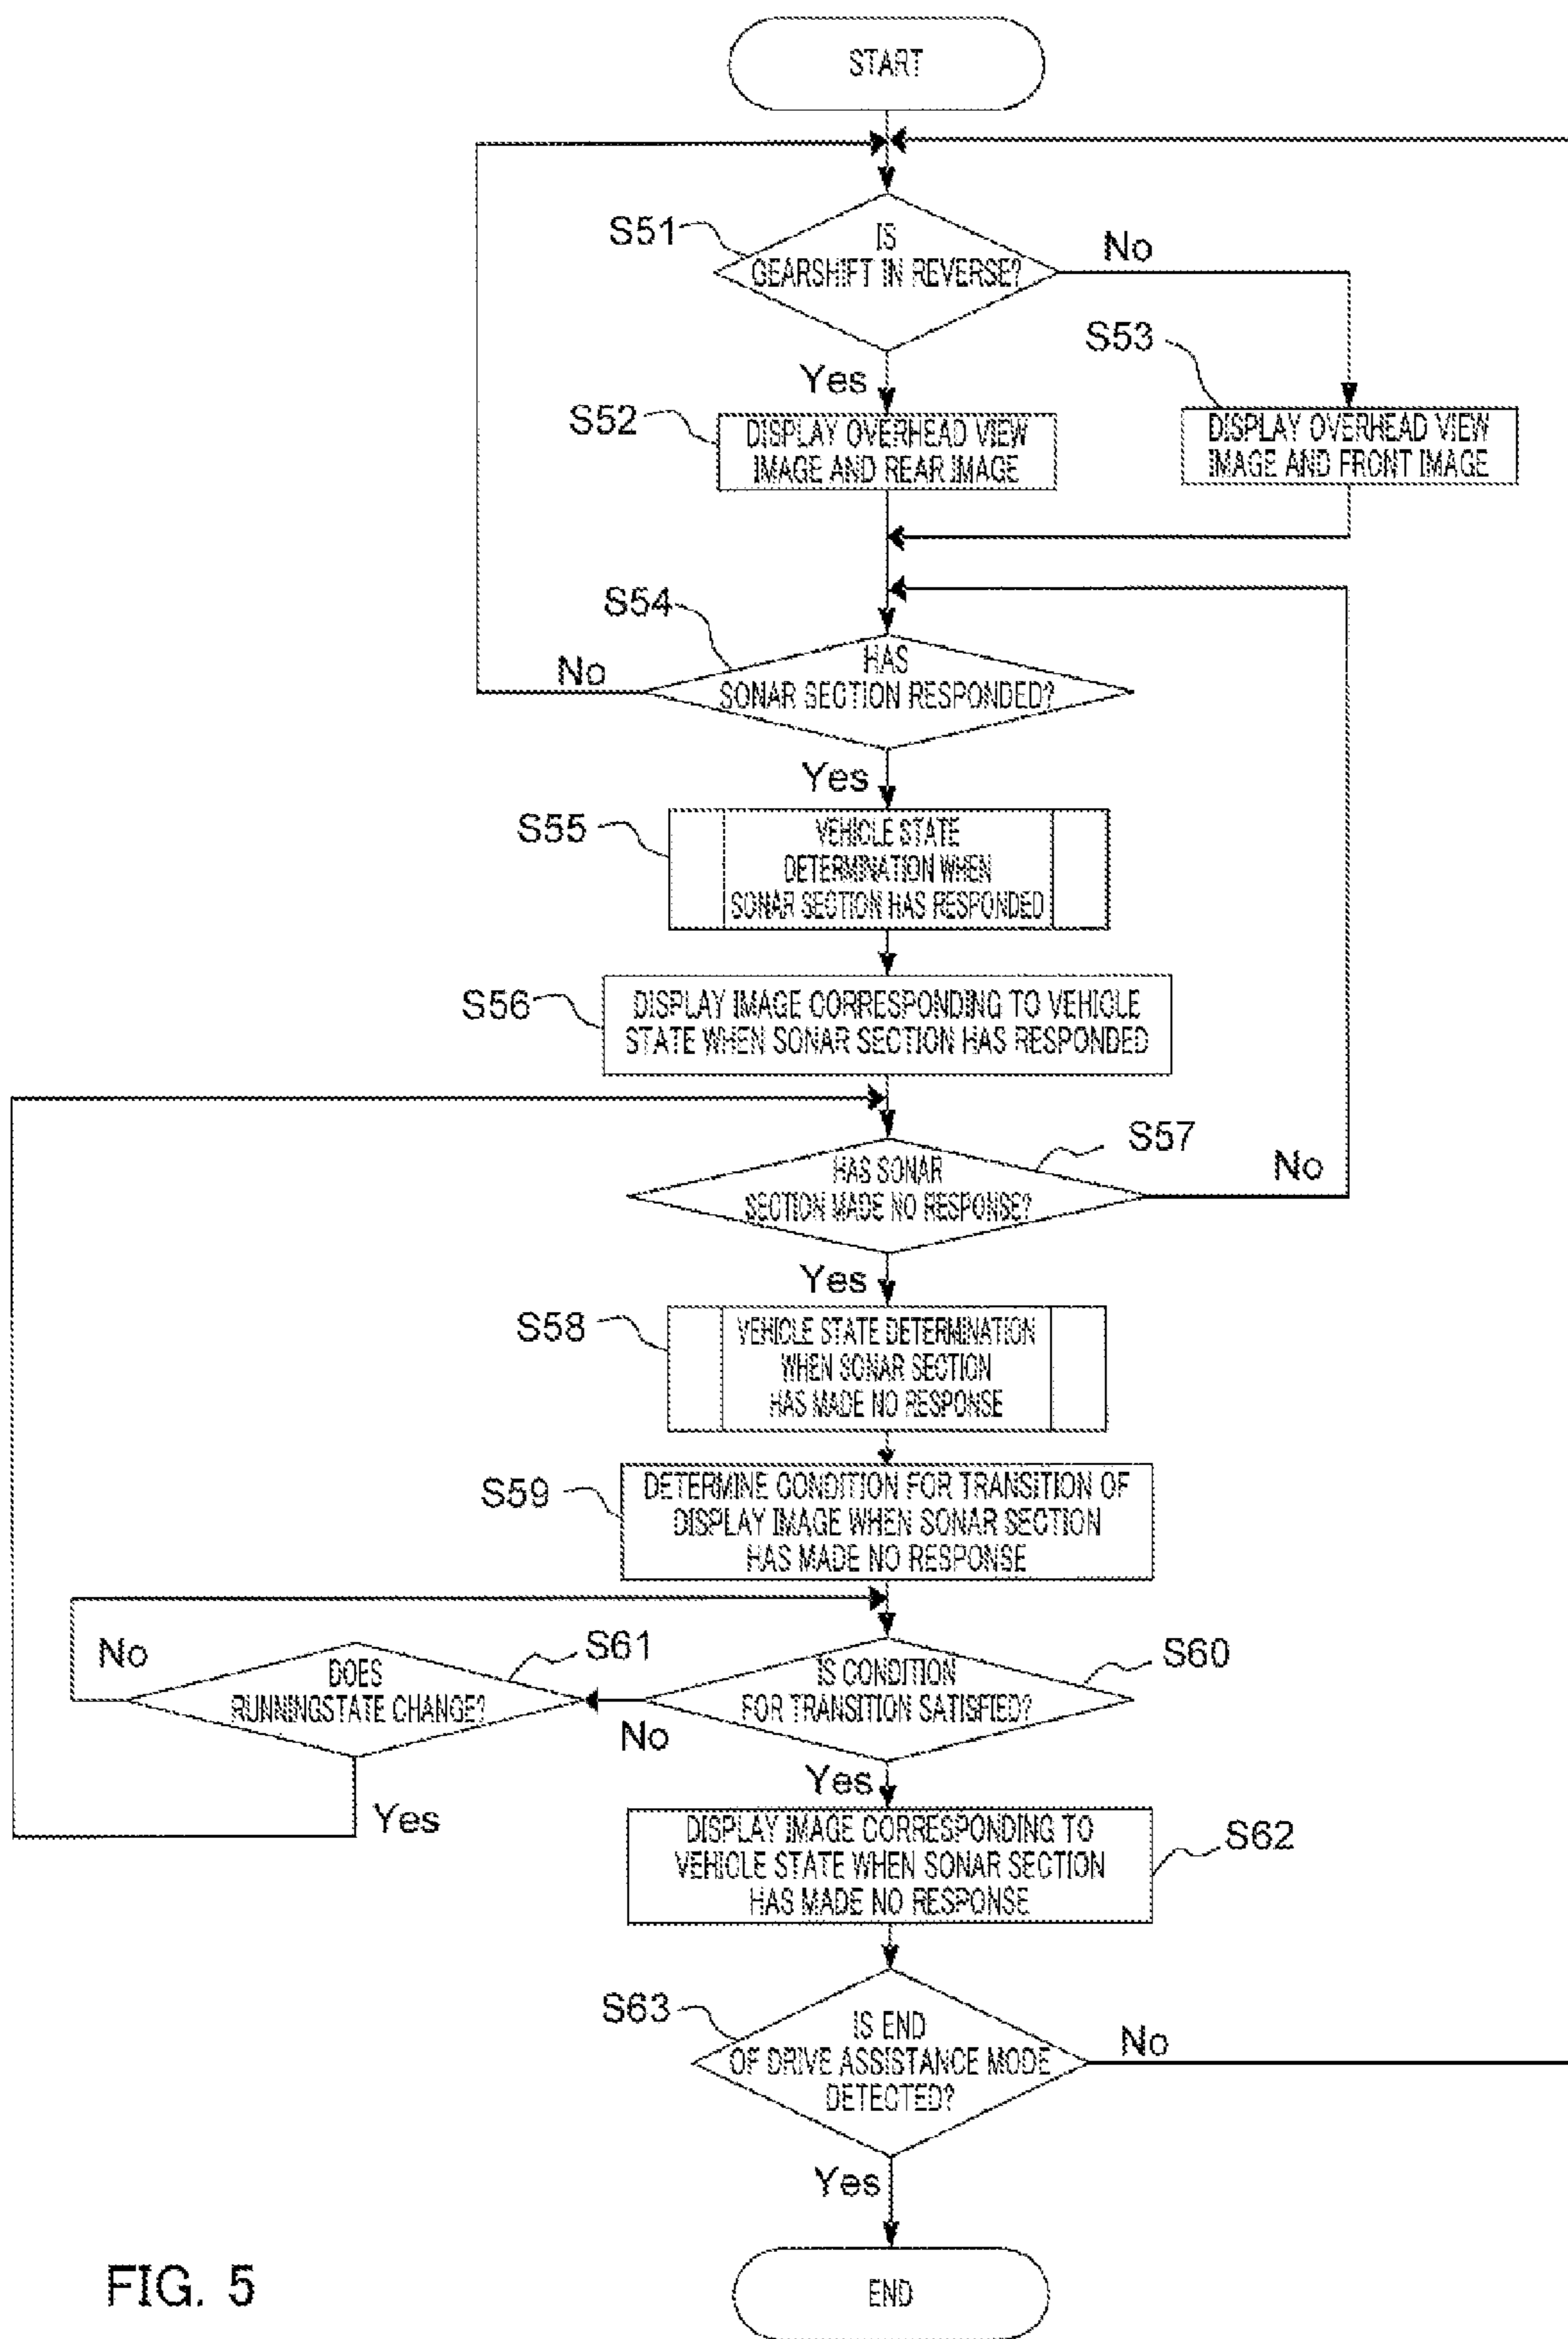 START
S51
IS
GEARSHIFT IN REVERSE?
No
Yes
S53
S52
DISPLAY OVERHEAD VIEW
IMAGE AND REAR IMAGE
DISPLAY OVERHEAD VIEW
IMAGE AND FRONT IMAGE
S54
HAS
SONAR SECTION RESPONDED?
No
Yes
S55
VEHICLE STATE
DETERMINATION WHEN
SONAR SECTION HAS RESPONDED
S56
DISPLAY IMAGE CORRESPONDING TO VEHICLE
STATE WHEN SONAR SECTION HAS RESPONDED
S57
HAS SONAR
SECTION MADE NO RESPONSE?
No
Yes
S58
VEHICLE STATE DETERMINATION
WHEN SONAR SECTION
HAS MADE NO RESPONSE
S59
DETERMINE CONDITION FOR TRANSITION OF
DISPLAY IMAGE WHEN SONAR SECTION
HAS MADE NO RESPONSE
No
S61
DOES
RUNNINGSTATE CHANGE?
Yes
S60
IS CONDITION
FOR TRANSITION SATISFIED?
No
Yes
S62
DISPLAY IMAGE CORRESPONDING TO
VEHICLE STATE WHEN SONAR SECTION
HAS MADE NO RESPONSE
S63
IS END
OF DRIVE ASSISTANCE MODE
DETECTED?
No
Yes
END
FIG. 5